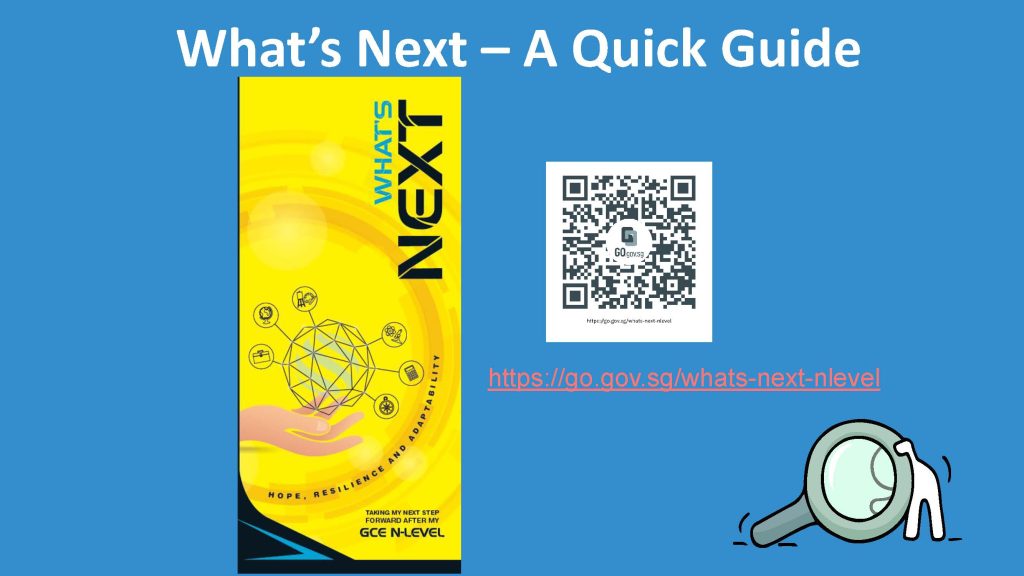 What's Next – A Quick Guide
WHAT'S
NEXT
HOPE, RESILIENCE AND ADAPTABILITY
TAKING MY NEXT STEP
FORWARD AFTER MY
GCE N-LEVEL
GO.gov.sg
https://go.gov.sg/whats-next-nlevel
https://go.gov.sg/whats-next-nlevel